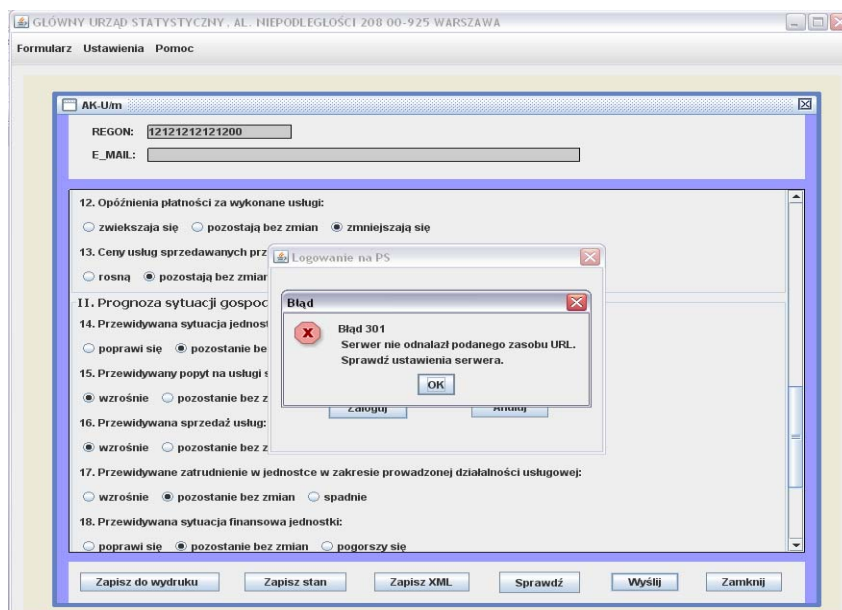 GŁÓWNY URZĄD STATYSTYCZNY , AL. NIEPODLEGŁOŚCI 208 00-925 WARSZAWA
Formularz Ustawienia Pomoc
AK-U/m
REGON: 12121212121200
E_MAIL:
12. Opóźnienia płatności za wykonane usługi:
zwiekszaja się pozostają bez zmian zmniejszają się
13. Ceny usług sprzedawanych prz
rosną pozostają bez zmian
Logowanie na PS
II. Prognoza sytuacji gospoc
Błąd
14. Przewidywana sytuacja jednost
Błąd 301
Serwer nie odnalazł podanego zasobu URL.
Sprawdź ustawienia serwera.
OK
poprawi się pozostanie be
15. Przewidywany popyt na usługi s
wzrośnie pozostanie bez z
Zaloguj Anuluj
16. Przewidywana sprzedaż usług:
wzrośnie pozostanie bez z
17. Przewidywane zatrudnienie w jednostce w zakresie prowadzonej działalności usługowej:
wzrośnie pozostanie bez zmian spadnie
18. Przewidywana sytuacja finansowa jednostki:
poprawi się pozostanie bez zmian pogorszy się
Zapisz do wydruku Zapisz stan Zapisz XML Sprawdź Wyślij Zamknij